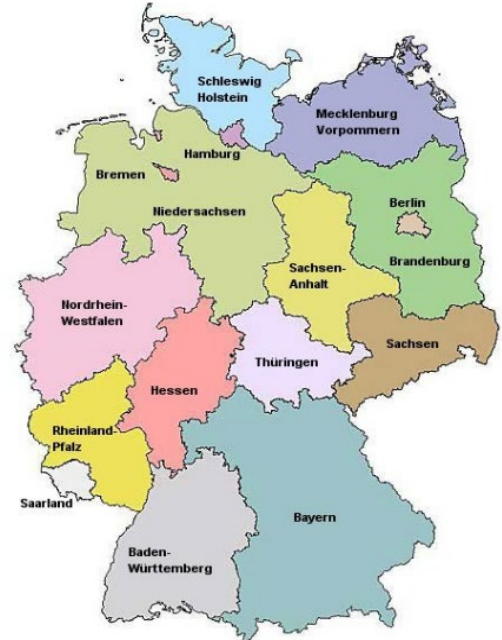 Schleswig
Holstein
Mecklenburg
Vorpommern
Hamburg
Bremen
Niedersachsen
Berlin
Brandenburg
Sachsen-
Anhalt
Nordrhein-
Westfalen
Sachsen
Thüringen
Hessen
Rheinland-
Pfalz
Saarland
Bayern
Baden-
Württemberg